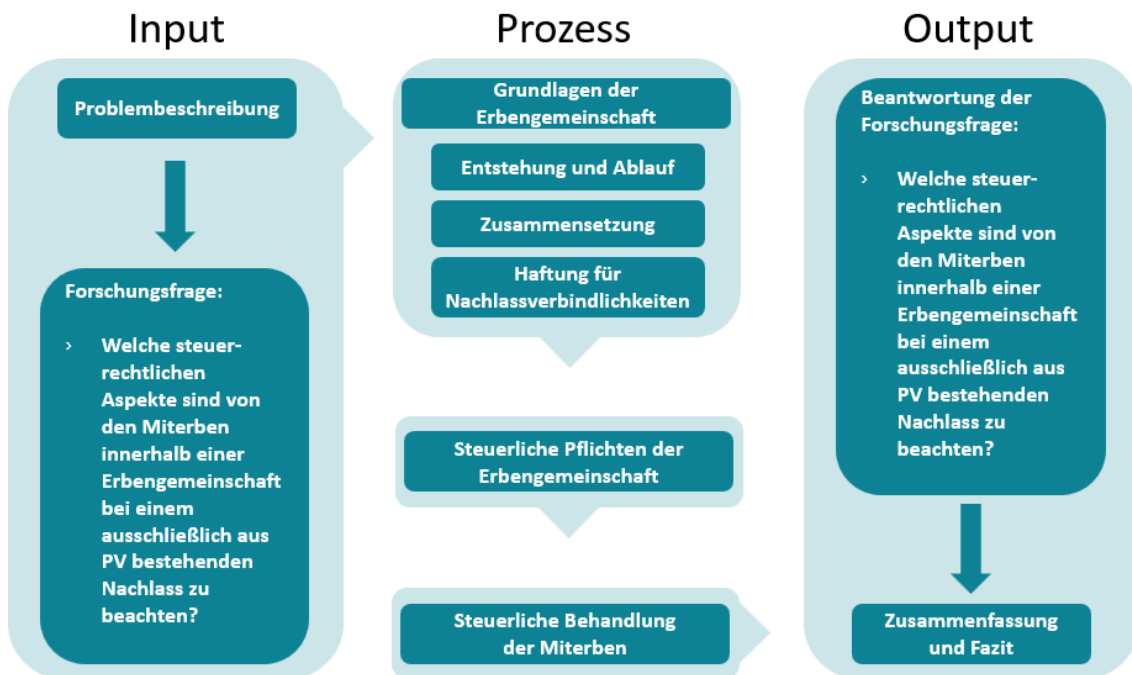 Input
Problembeschreibung
Forschungsfrage:
› Welche steuer-
rechtlichen
Aspekte sind von
den Miterben
innerhalb einer
Erbengemeinschaft
bei einem
ausschließlich aus
PV bestehenden
Nachlass zu
beachten?
Prozess
Grundlagen der
Erbengemeinschaft
Entstehung und Ablauf
Zusammensetzung
Haftung für
Nachlassverbindlichkeiten
Steuerliche Pflichten der
Erbengemeinschaft
Steuerliche Behandlung
der Miterben
Output
Beantwortung der
Forschungsfrage:
› Welche steuer-
rechtlichen
Aspekte sind von
den Miterben
innerhalb einer
Erbengemeinschaft
bei einem
ausschließlich aus
PV bestehenden
Nachlass zu
beachten?
Zusammenfassung
und Fazit